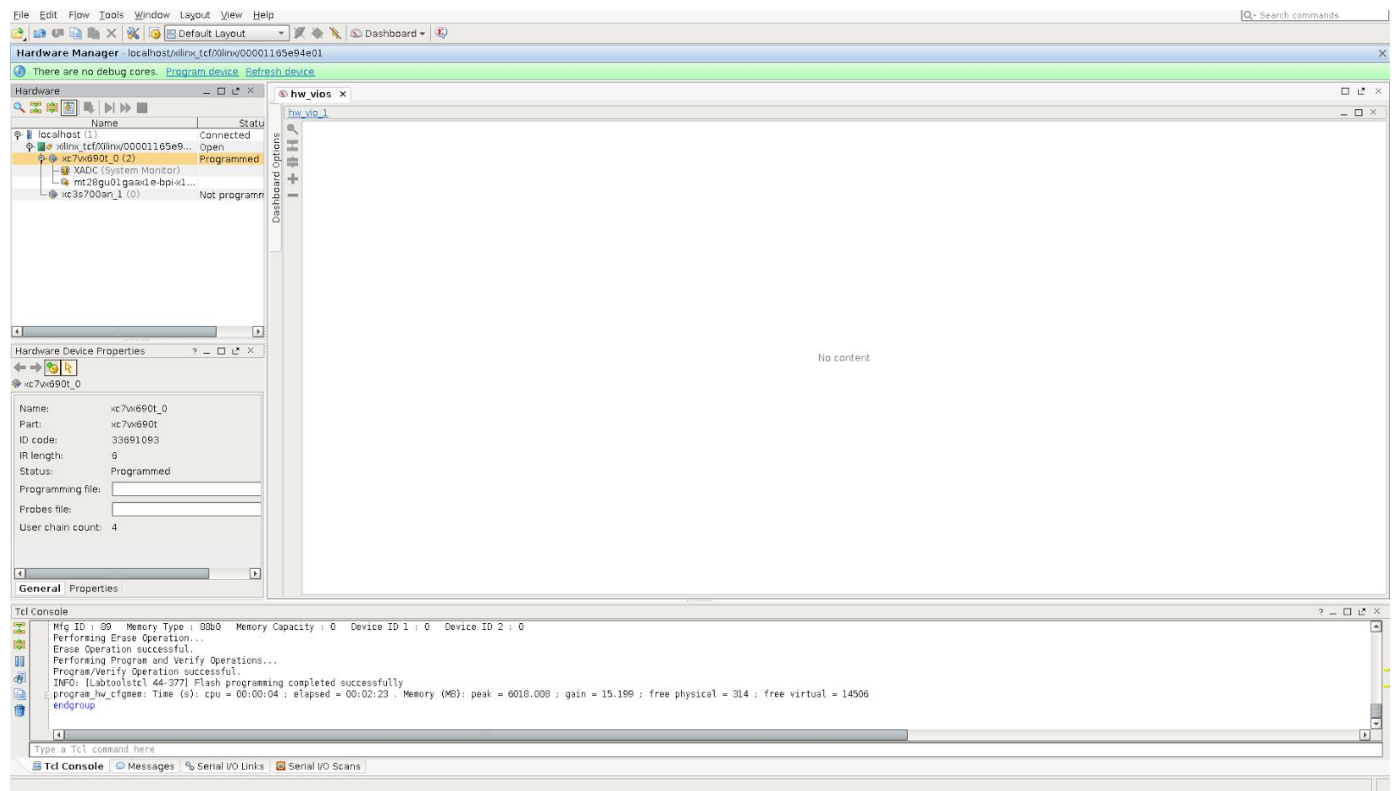 File Edit Flow Tools Window Layout View Help
Q- Search commands
Default Layout Dashboard
Hardware Manager - localhost/xilinx_tcf/Xilinx/00001165e94e01
There are no debug cores. Program device Refresh device
Hardware
Name Statu
localhost (1) Connected
xilinx_tcf/Xilinx/00001165e9... Open
xc7vx690t_0 (2) Programmed
XADC (System Monitor)
mt28gu01gaax1e-bpi-x1...
xc3s700an_1 (0) Not programm
Hardware Device Properties
xc7vx690t_0
Name: xc7vx690t_0
Part: xc7vx690t
ID code: 33691093
IR length: 6
Status: Programmed
Programming file:
Probes file:
User chain count: 4
General Properties
hw_vios
hw_vio_1
Dashboard Options
No content
Tcl Console
Mfg ID : 89 Memory Type : 88b0 Memory Capacity : 0 Device ID 1 : 0 Device ID 2 : 0
Performing Erase Operation...
Erase Operation successful.
Performing Program and Verify Operations...
Program/Verify Operation successful.
INFO: [Labtoolstcl 44-377] Flash programming completed successfully
program_hw_cfgmem: Time (s): cpu = 00:00:04 ; elapsed = 00:02:23 . Memory (MB): peak = 6018.008 ; gain = 15.199 ; free physical = 314 ; free virtual = 14506
endgroup
Type a Tcl command here
Tcl Console Messages Serial I/O Links Serial I/O Scans